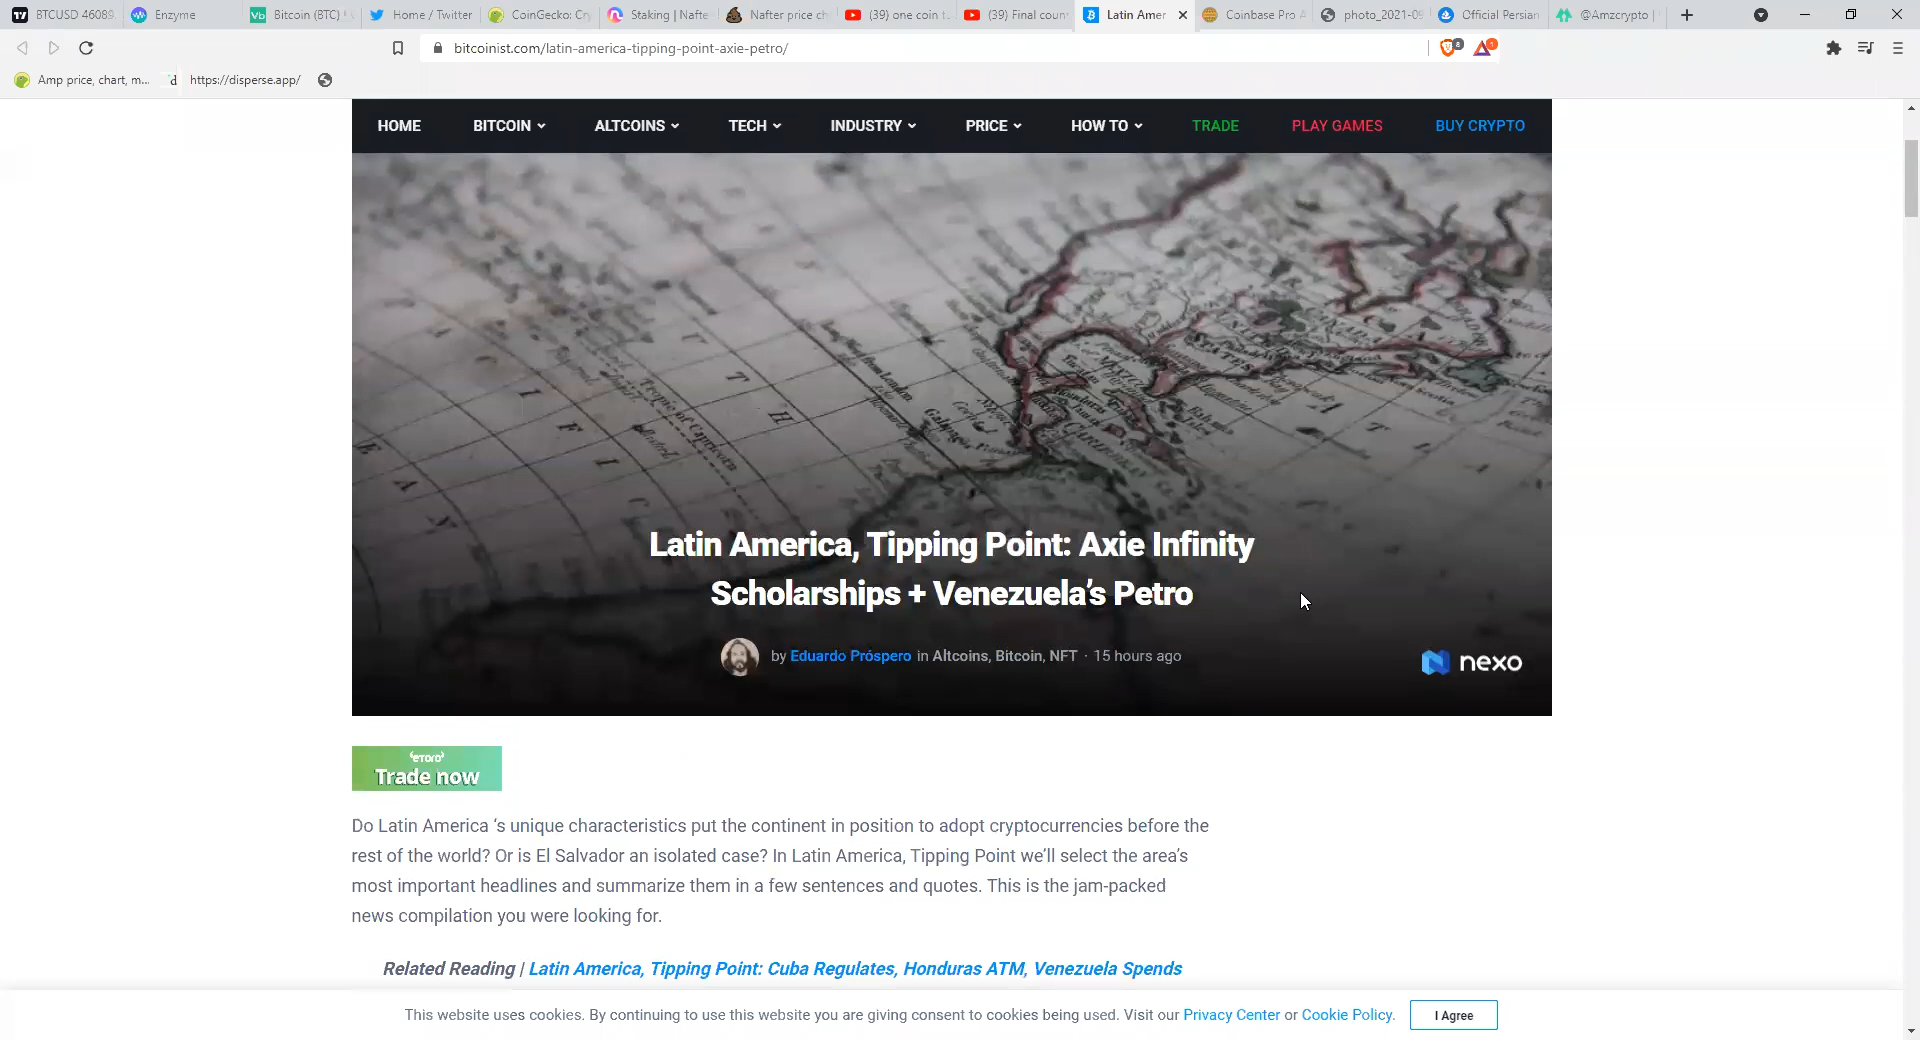 BTCUSD 46089
Enzyme
Bitcoin (BTC)
Home / Twitter
CoinGecko: Cry
Staking | Nafte
Nafter price ch
(39) one coin t
(39) Final coun
Latin Amer
Coinbase Pro A
photo_2021-09
Official Persian
@Amzcrypto |
bitcoinist.com/latin-america-tipping-point-axie-petro/
8
1
Amp price, chart, m... d https://disperse.app/
HOME BITCOIN ALTCOINS TECH INDUSTRY PRICE HOW TO TRADE PLAY GAMES BUY CRYPTO
Tropic of Capricorn
Latin America, Tipping Point: Axie Infinity
Scholarships + Venezuela’s Petro
by Eduardo Próspero in Altcoins, Bitcoin, NFT · 15 hours ago
nexo
eToro
Trade now
Do Latin America ‘s unique characteristics put the continent in position to adopt cryptocurrencies before the
rest of the world? Or is El Salvador an isolated case? In Latin America, Tipping Point we’ll select the area’s
most important headlines and summarize them in a few sentences and quotes. This is the jam-packed
news compilation you were looking for.
Related Reading | Latin America, Tipping Point: Cuba Regulates, Honduras ATM, Venezuela Spends
This website uses cookies. By continuing to use this website you are giving consent to cookies being used. Visit our Privacy Center or Cookie Policy.
I Agree